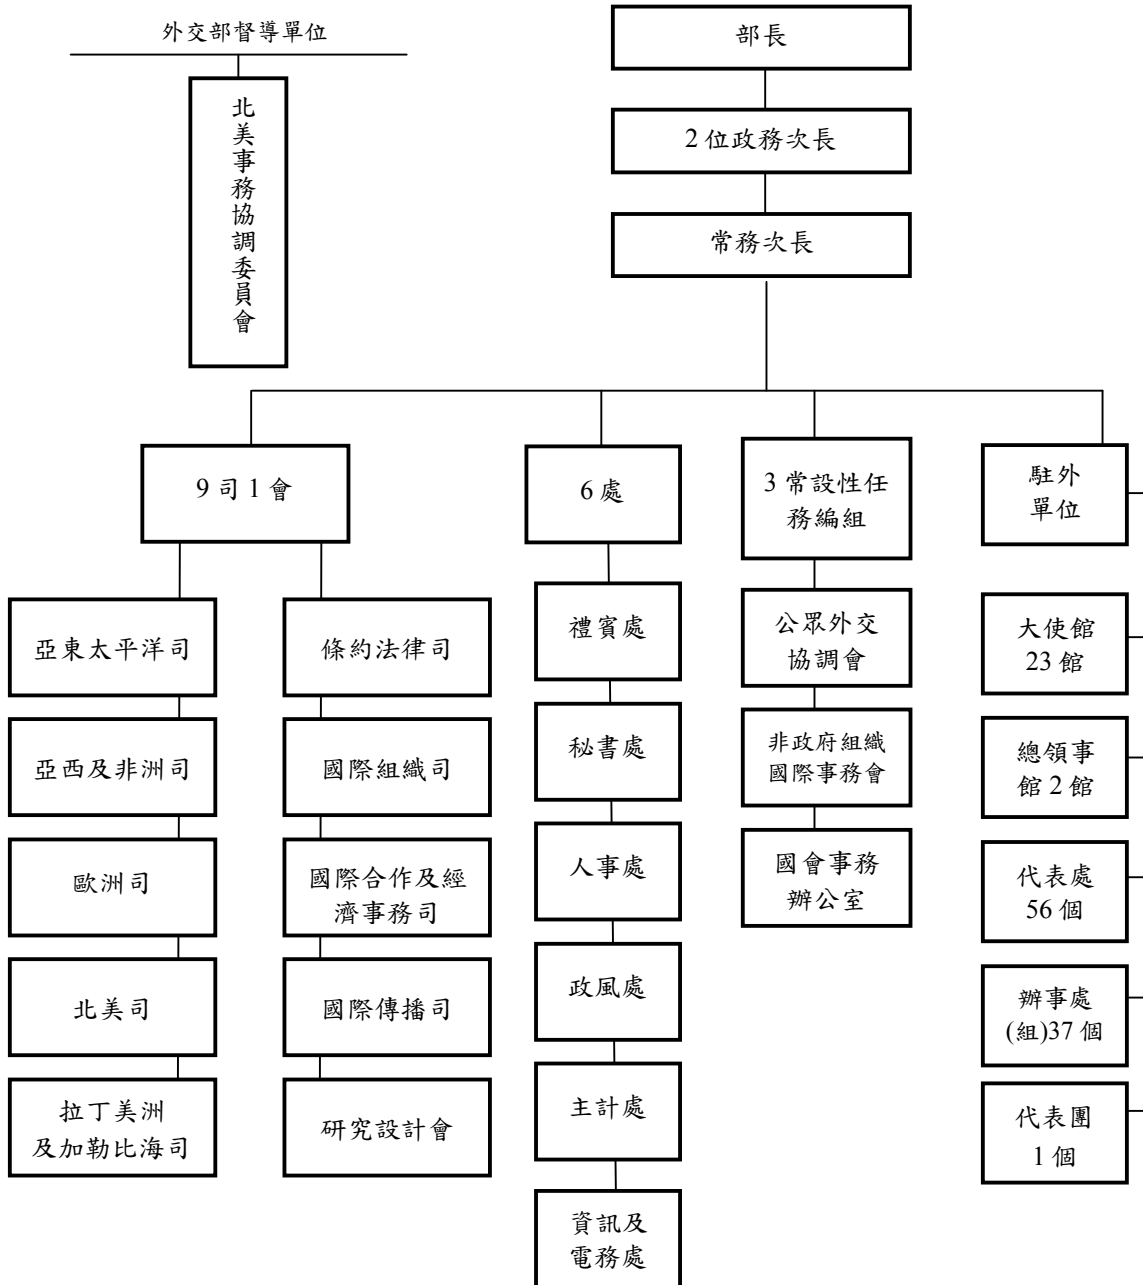 外交部督導單位
北美事務協調委員會
部長
2 位政務次長
常務次長
9 司 1 會
亞東太平洋司
亞西及非洲司
歐洲司
北美司
拉丁美洲
及加勒比海司
條約法律司
國際組織司
國際合作及經
濟事務司
國際傳播司
研究設計會
6 處
禮賓處
秘書處
人事處
政風處
主計處
資訊及
電務處
3 常設性任
務編組
公眾外交
協調會
非政府組織
國際事務會
國會事務
辦公室
駐外
單位
大使館
23 館
總領事
館 2 館
代表處
56 個
辦事處
(組)37 個
代表團
1 個